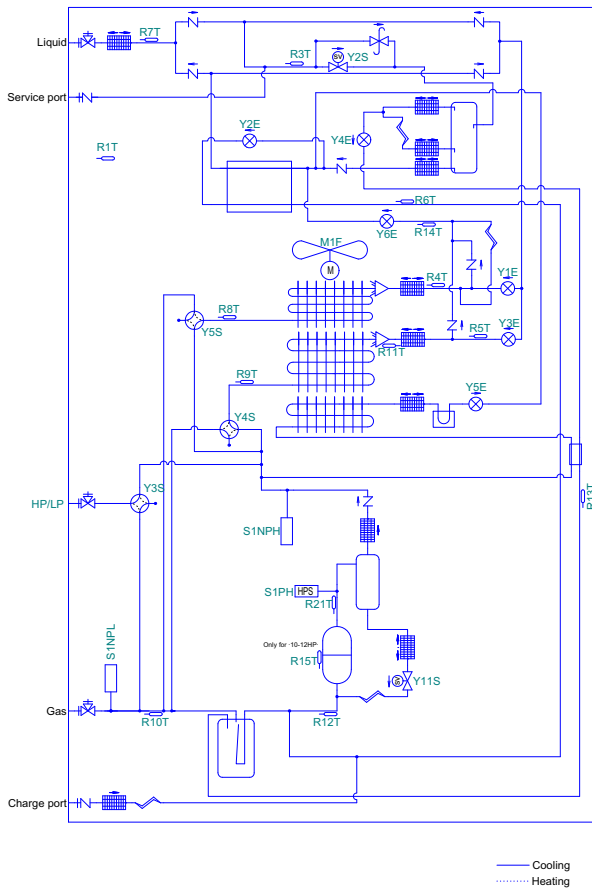 Liquid
R7T
R3T
SV
Y2S
Service port
Y2E
Y4E
R1T
R6T
Y6E
R14T
M1F
M
R4T
Y1E
R8T
Y5S
R5T
Y3E
R11T
R9T
Y5E
Y4S
Y3S
HP/LP
R13T
S1NPH
S1PH
HPS
R21T
Only for ·10-12HP·
R15T
S1NPL
Y11S
SV
Gas
R10T
R12T
Charge port
Cooling
Heating